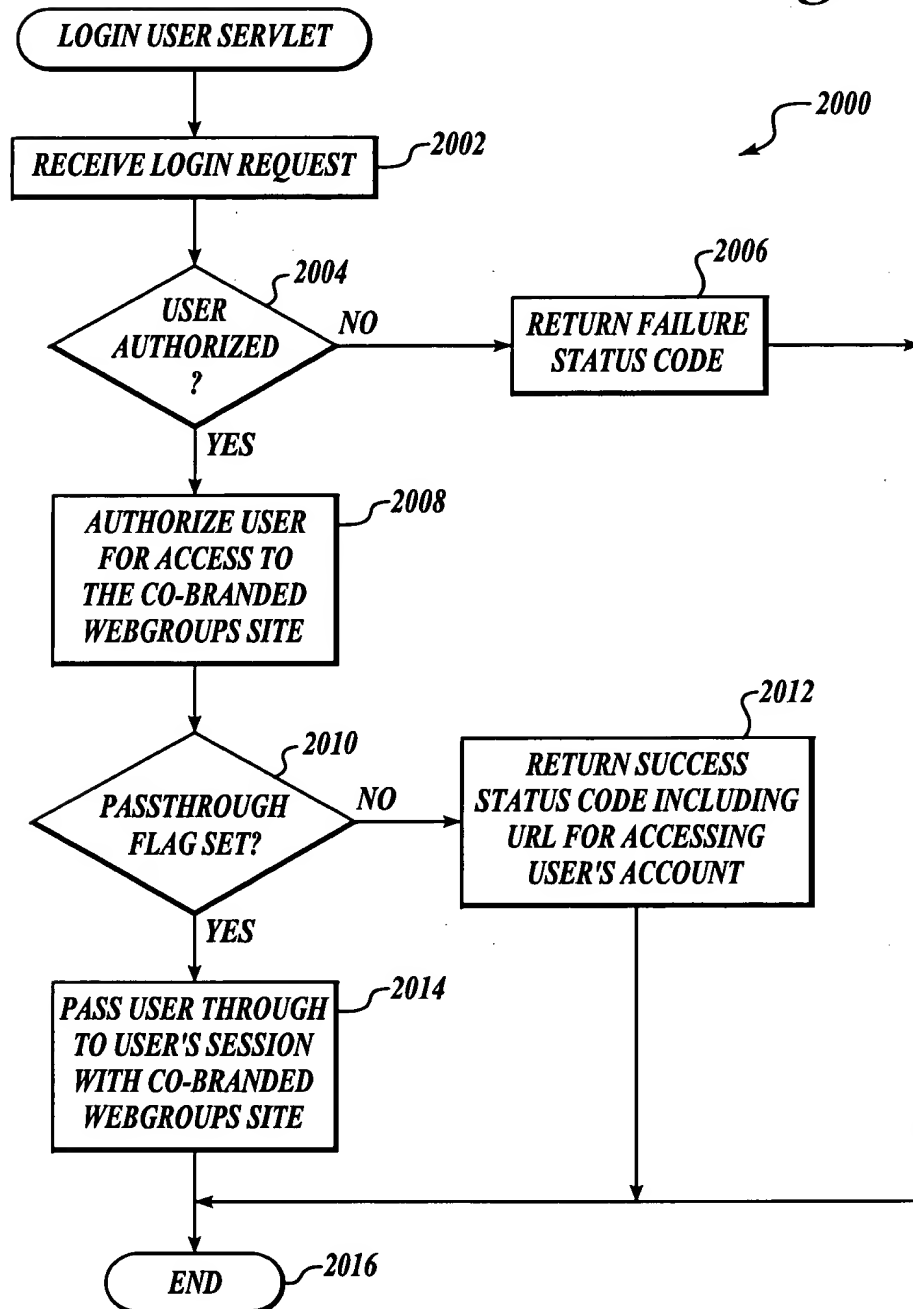 LOGIN USER SERVLET
2000
2002
RECEIVE LOGIN REQUEST
2004
USER
AUTHORIZED
?
NO
2006
RETURN FAILURE
STATUS CODE
YES
2008
AUTHORIZE USER
FOR ACCESS TO
THE CO-BRANDED
WEBGROUPS SITE
2010
PASSTHROUGH
FLAG SET?
NO
2012
RETURN SUCCESS
STATUS CODE INCLUDING
URL FOR ACCESSING
USER'S ACCOUNT
YES
2014
PASS USER THROUGH
TO USER'S SESSION
WITH CO-BRANDED
WEBGROUPS SITE
END
2016